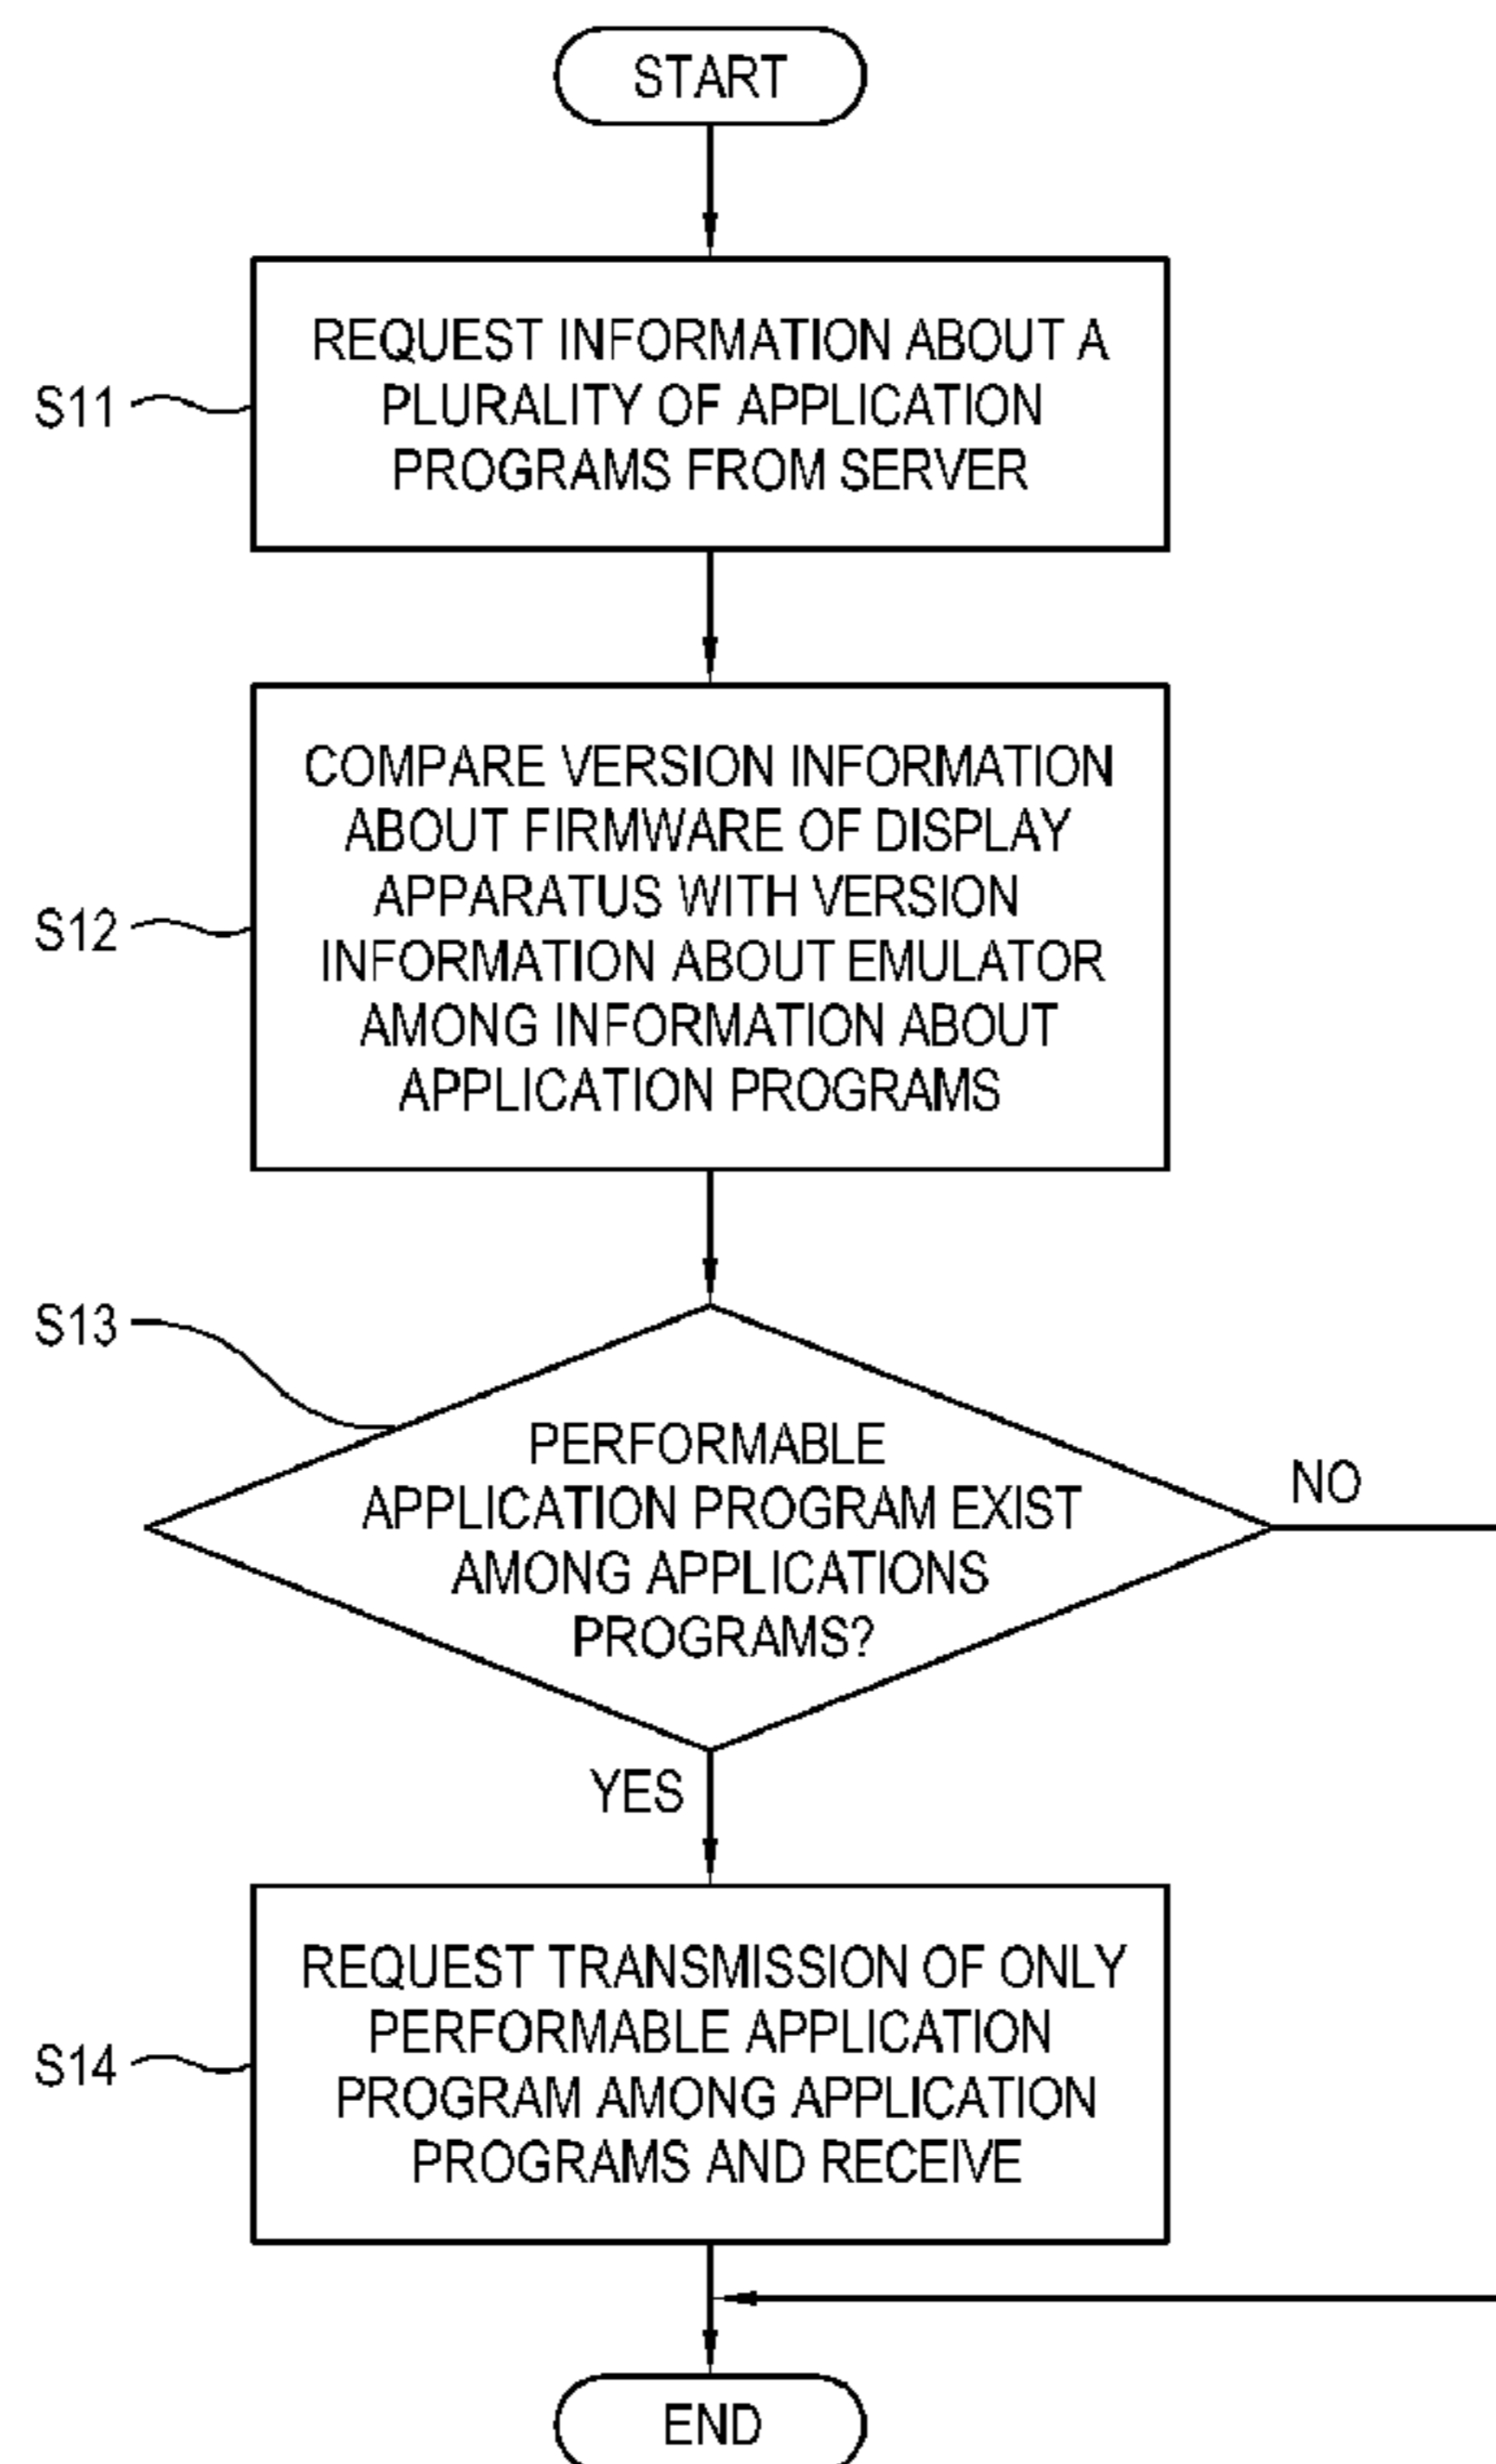 START
S11
REQUEST INFORMATION ABOUT A
PLURALITY OF APPLICATION
PROGRAMS FROM SERVER
S12
COMPARE VERSION INFORMATION
ABOUT FIRMWARE OF DISPLAY
APPARATUS WITH VERSION
INFORMATION ABOUT EMULATOR
AMONG INFORMATION ABOUT
APPLICATION PROGRAMS
S13
PERFORMABLE
APPLICATION PROGRAM EXIST
AMONG APPLICATIONS
PROGRAMS?
NO
YES
S14
REQUEST TRANSMISSION OF ONLY
PERFORMABLE APPLICATION
PROGRAM AMONG APPLICATION
PROGRAMS AND RECEIVE
END